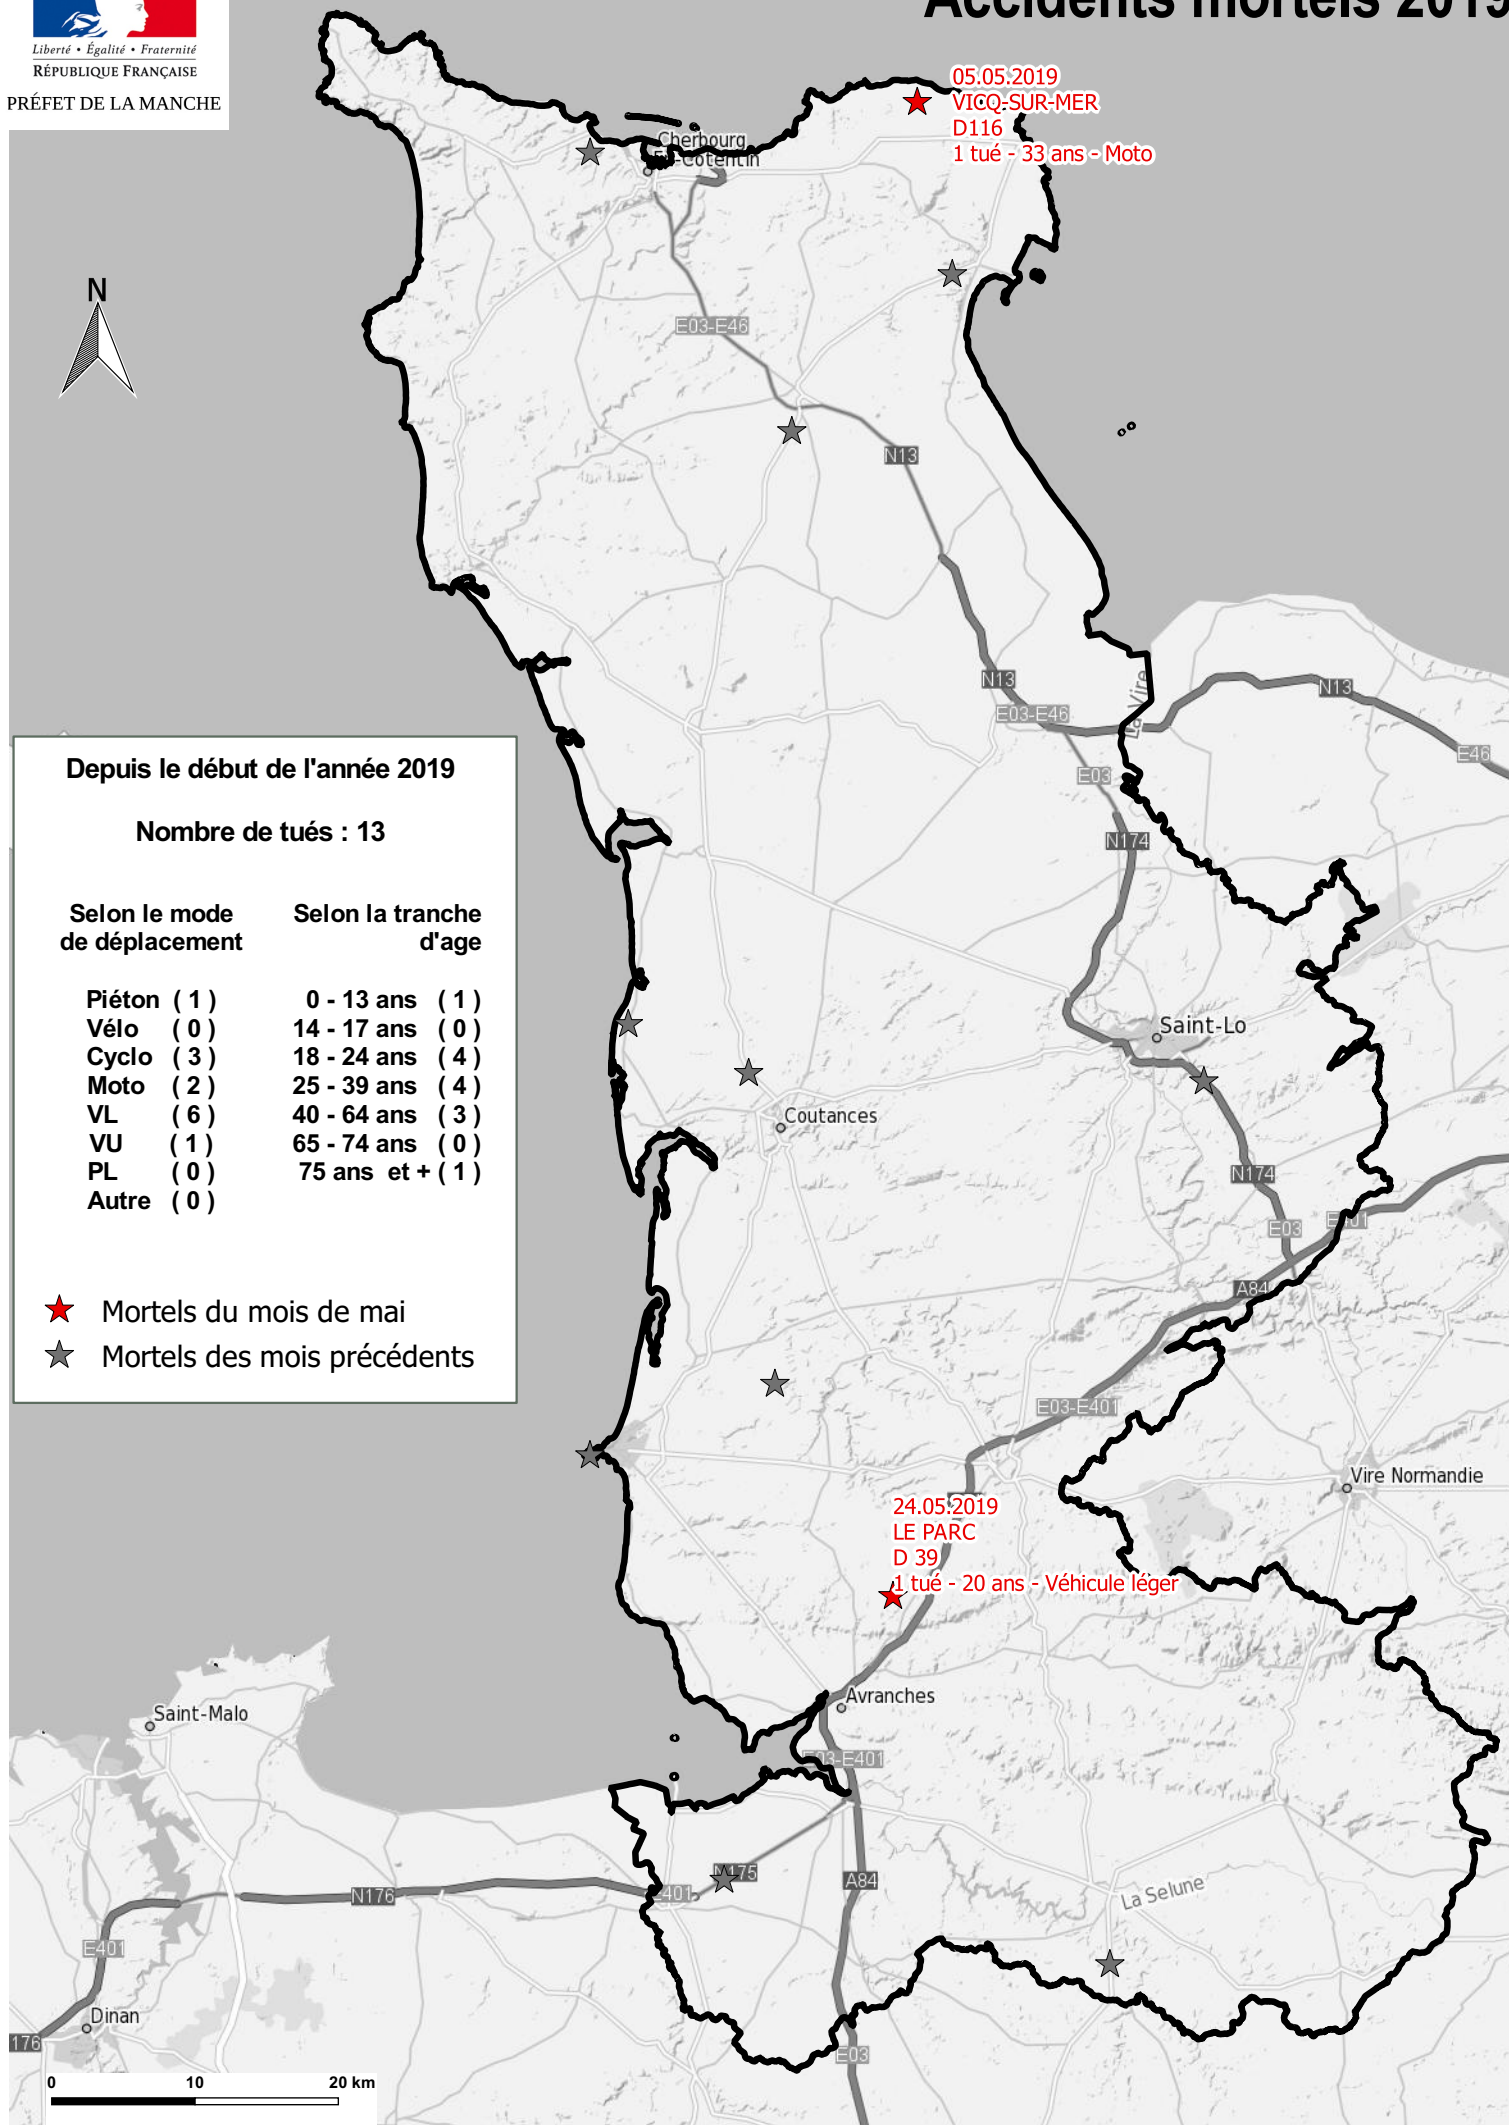 Accidents mortels 2019
Liberté • Égalité • Fraternité
RÉPUBLIQUE FRANÇAISE
PRÉFET DE LA MANCHE
05.05.2019
VICQ-SUR-MER
D116
1 tué - 33 ans - Moto
Cherbourg
En-Cotentin
N
E03-E46
N13
N13
E03-E46
La Vire
N13
E46
E03
N174
Depuis le début de l'année 2019
Nombre de tués : 13
Selon le mode
de déplacement
Piéton ( 1 )
Vélo ( 0 )
Cyclo ( 3 )
Moto ( 2 )
VL ( 6 )
VU ( 1 )
PL ( 0 )
Autre ( 0 )
Selon la tranche
d'age
0 - 13 ans ( 1 )
14 - 17 ans ( 0 )
18 - 24 ans ( 4 )
25 - 39 ans ( 4 )
40 - 64 ans ( 3 )
65 - 74 ans ( 0 )
75 ans et + ( 1 )
Mortels du mois de mai
Mortels des mois précédents
Saint-Lo
Coutances
N174
E03
E401
A84
E03-E401
Vire Normandie
24.05.2019
LE PARC
D 39
1 tué - 20 ans - Véhicule léger
Avranches
Saint-Malo
E03-E401
N175
A84
N176
E401
La Selune
E401
Dinan
176
E03
0 10 20 km